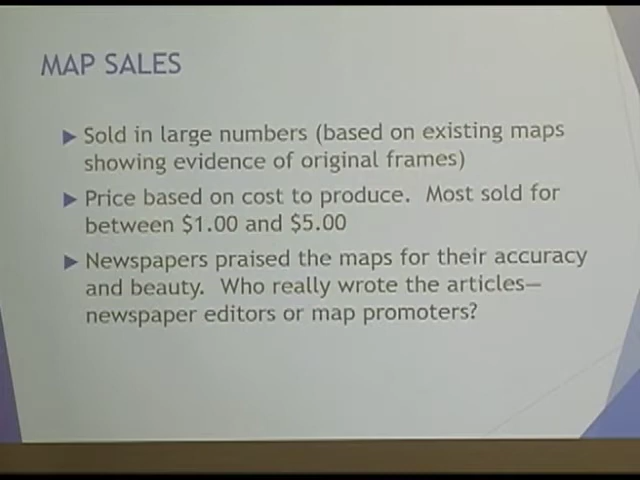 MAP SALES
Sold in large numbers (based on existing maps
showing evidence of original frames)
Price based on cost to produce.  Most sold for
between $1.00 and $5.00
Newspapers praised the maps for their accuracy
and beauty.  Who really wrote the articles—
newspaper editors or map promoters?